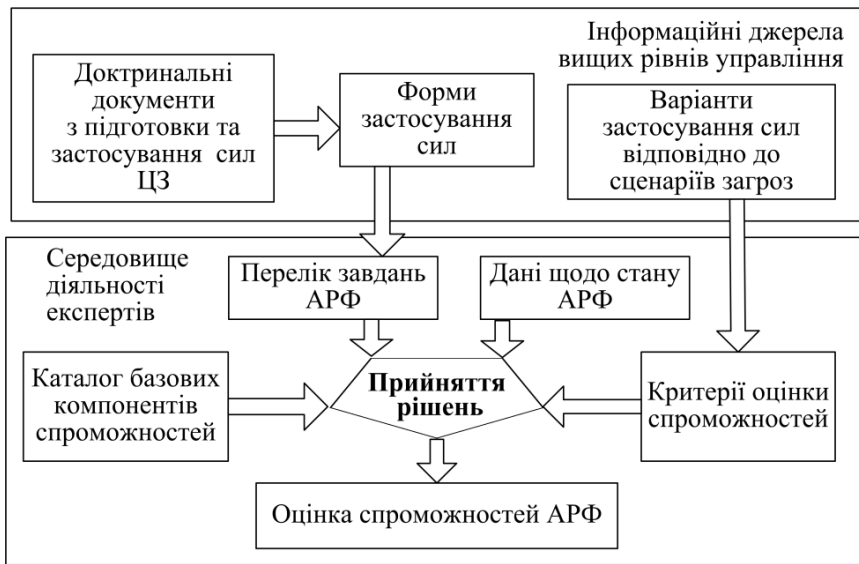 Інформаційні джерела
вищих рівнів управління
Доктринальні
документи
з підготовки та
застосування сил
ЦЗ
Форми
застосування
сил
Варіанти
застосування сил
відповідно до
сценаріїв загроз
Середовище
діяльності
експертів
Перелік завдань
АРФ
Дані щодо стану
АРФ
Каталог базових
компонентів
спроможностей
Прийняття
рішень
Критерії оцінки
спроможностей
Оцінка спроможностей АРФ